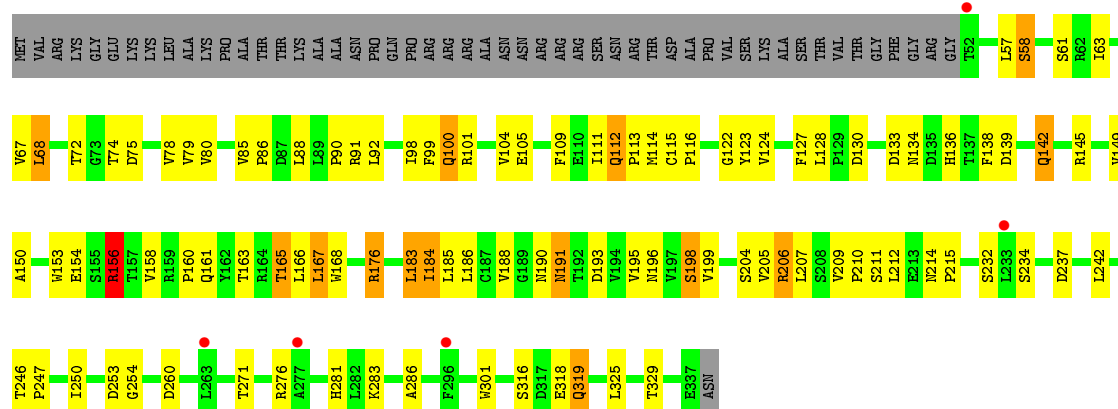 MET VAL ARG LYS GLY GLU LYS LYS LEU ALA LYS PRO ALA THR THR LYS ALA ALA ASN PRO GLN PRO ARG ARG ARG ALA ASN ASN ARG ARG ARG SER ASN ARG THR ASP ALA PRO VAL SER LYS ALA SER THR VAL THR GLY PHE GLY ARG GLY T52 L57 S58 S61 R62 I63
V67 L68 T72 G73 T74 D75 V78 V79 V80 V85 P86 D87 L88 L89 P90 R91 L92 I98 F99 Q100 R101 V104 E105 F109 E110 I111 Q112 P113 M114 C115 P116 G122 Y123 V124 F127 L128 P129 D130 D133 N134 D135 H136 T137 F138 D139 Q142 R145 V149
A150 W153 E154 S155 R156 T157 V158 R159 P160 Q161 Y162 T163 R164 T165 L166 L167 W168 R176 L183 I184 L185 L186 C187 V188 G189 N190 N191 T192 D193 V194 V195 N196 V197 S198 V199 S204 V205 R206 L207 S208 V209 P210 S211 L212 E213 N214 P215 S232 L233 S234 D237 L242
T246 P247 I250 D253 G254 D260 L263 T271 R276 A277 H281 L282 K283 A286 F296 W301 S316 D317 E318 Q319 L325 T329 E337 ASN